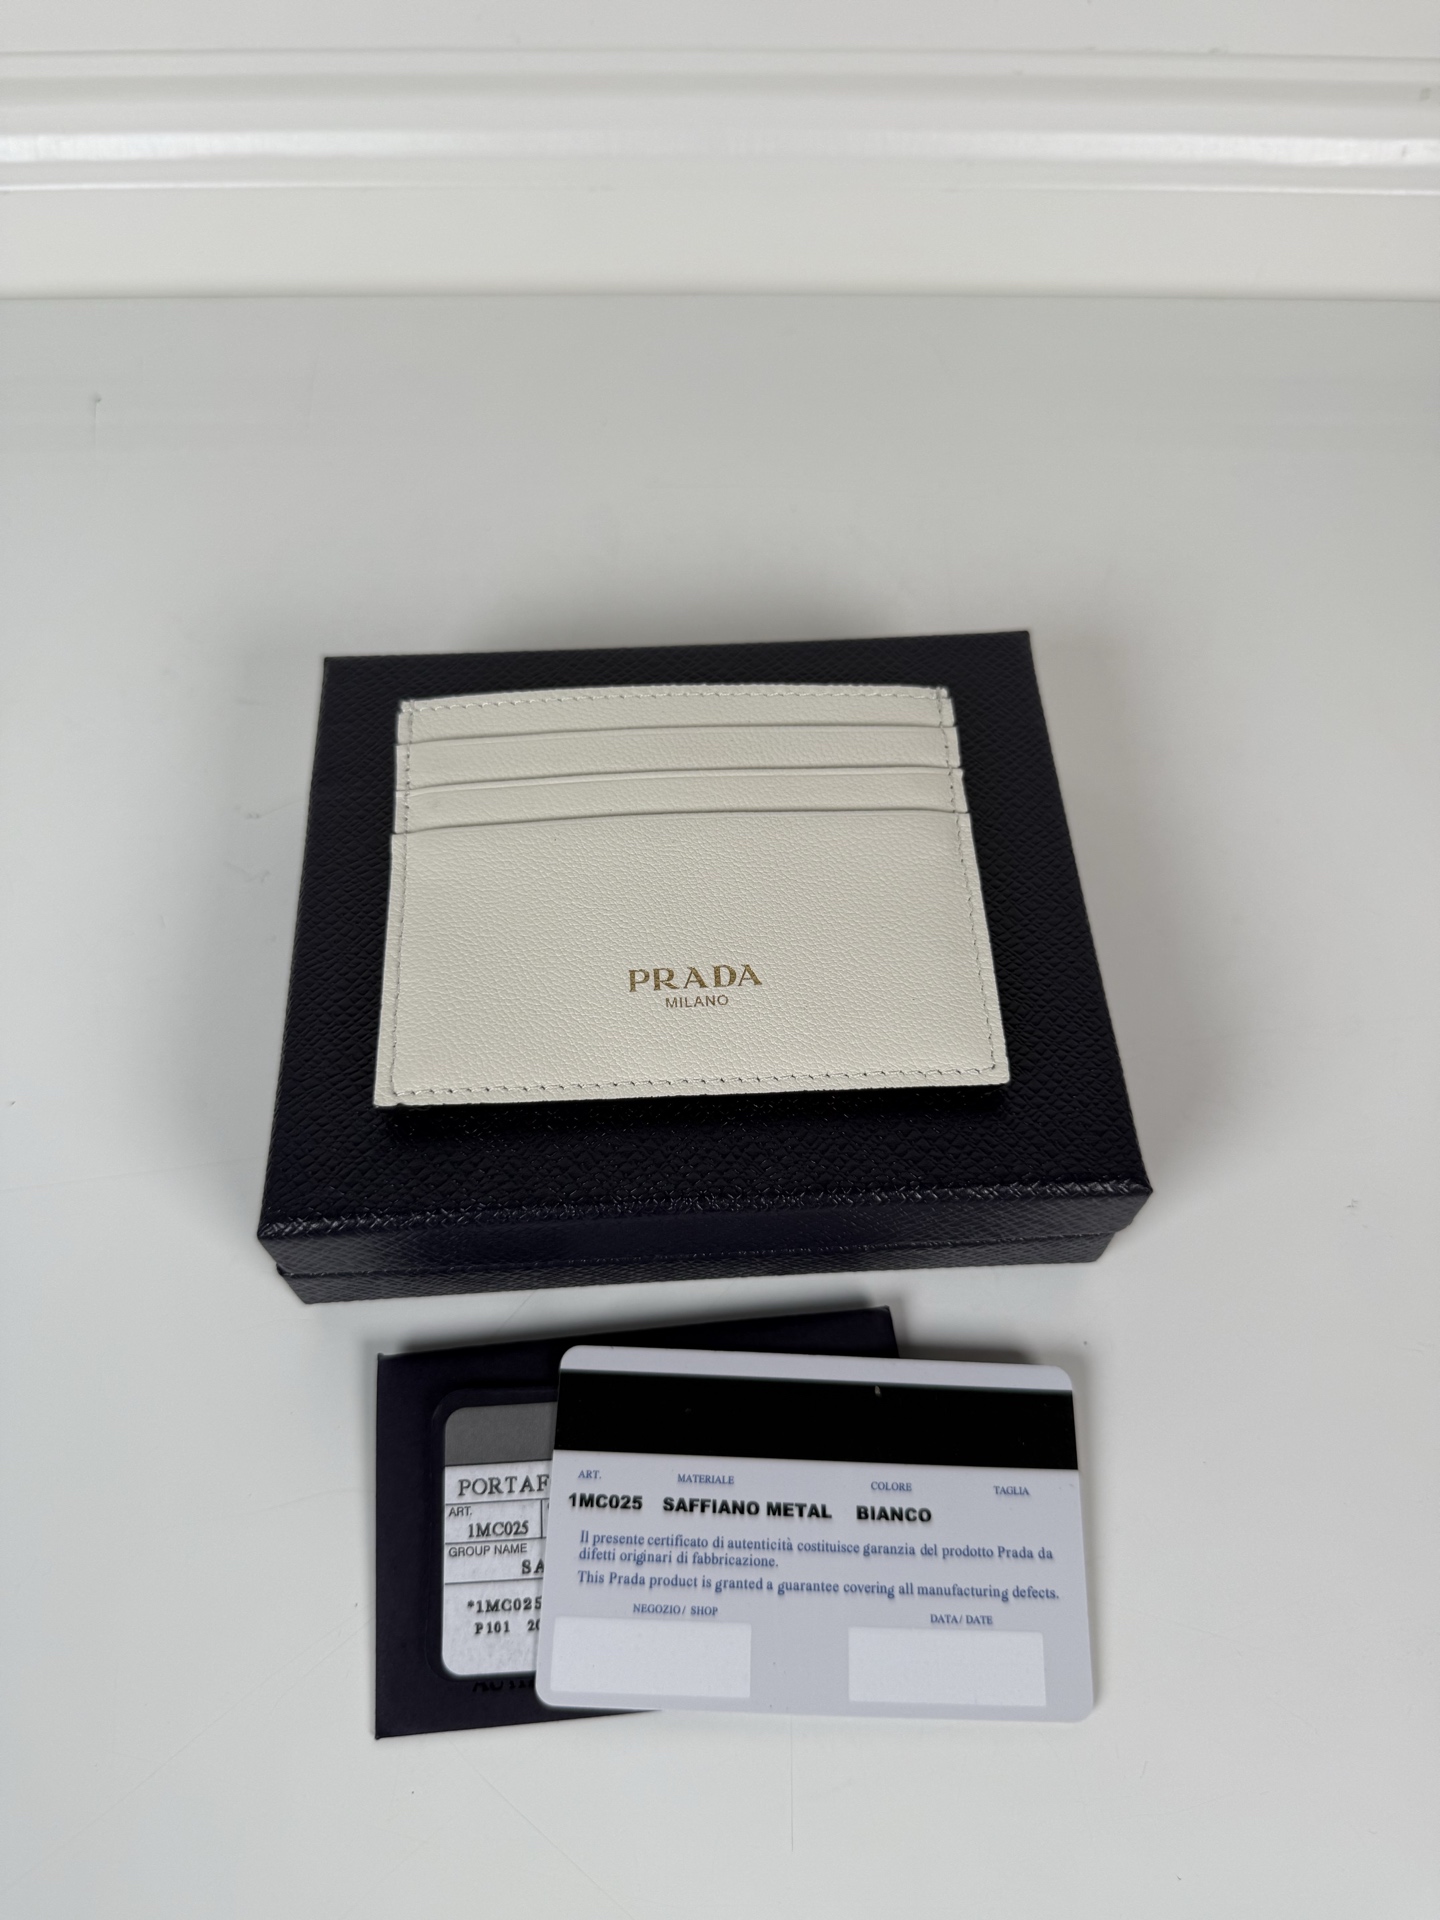 PRADA
MILANO
ART. MATERIALE COLORE TAGLIA
1MC025 SAFFIANO METAL BIANCO
Il presente certificato di autenticità costituisce garanzia del prodotto Prada da
difetti originari di fabbricazione.
This Prada product is granted a guarantee covering all manufacturing defects.
NEGOZIO/ SHOP DATA/ DATE
PORTAF
ART.
1MC025
GROUP NAME
SA
*1MC025
P101 20